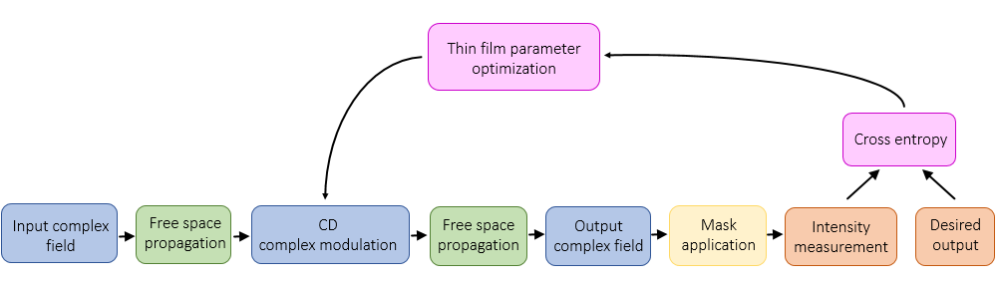 Thin film parameter
optimization
Cross entropy
Input complex
field
Free space
propagation
CD
complex modulation
Free space
propagation
Output
complex field
Mask
application
Intensity
measurement
Desired
output